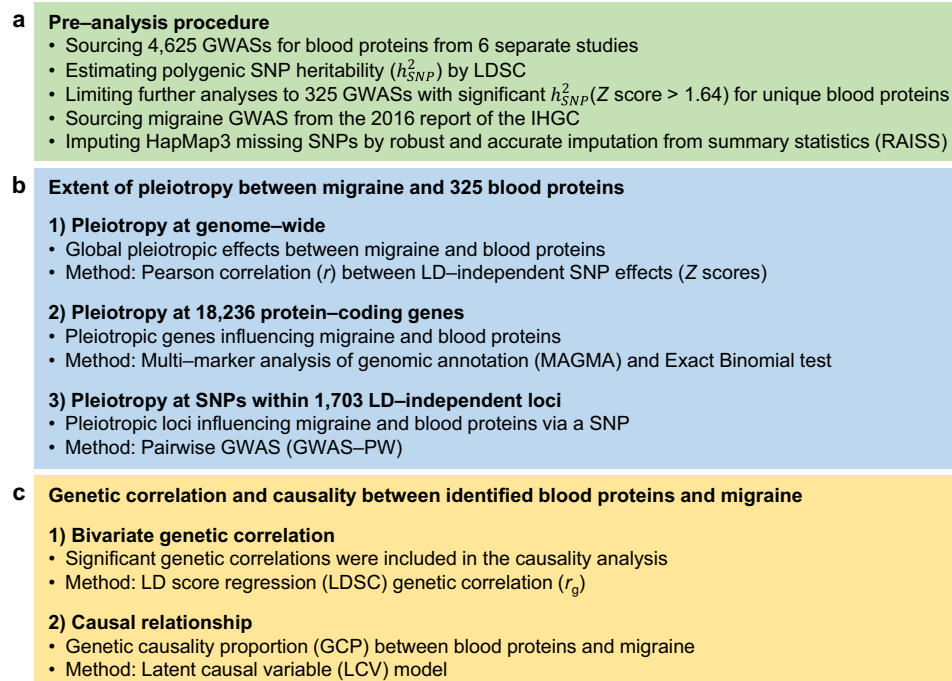 a Pre–analysis procedure
• Sourcing 4,625 GWASs for blood proteins from 6 separate studies
• Estimating polygenic SNP heritability (h²SNP) by LDSC
• Limiting further analyses to 325 GWASs with significant h²SNP(Z score > 1.64) for unique blood proteins
• Sourcing migraine GWAS from the 2016 report of the IHGC
• Imputing HapMap3 missing SNPs by robust and accurate imputation from summary statistics (RAISS)
b Extent of pleiotropy between migraine and 325 blood proteins
1) Pleiotropy at genome–wide
• Global pleiotropic effects between migraine and blood proteins
• Method: Pearson correlation (r) between LD–independent SNP effects (Z scores)
2) Pleiotropy at 18,236 protein–coding genes
• Pleiotropic genes influencing migraine and blood proteins
• Method: Multi–marker analysis of genomic annotation (MAGMA) and Exact Binomial test
3) Pleiotropy at SNPs within 1,703 LD–independent loci
• Pleiotropic loci influencing migraine and blood proteins via a SNP
• Method: Pairwise GWAS (GWAS–PW)
c Genetic correlation and causality between identified blood proteins and migraine
1) Bivariate genetic correlation
• Significant genetic correlations were included in the causality analysis
• Method: LD score regression (LDSC) genetic correlation (rg)
2) Causal relationship
• Genetic causality proportion (GCP) between blood proteins and migraine
• Method: Latent causal variable (LCV) model